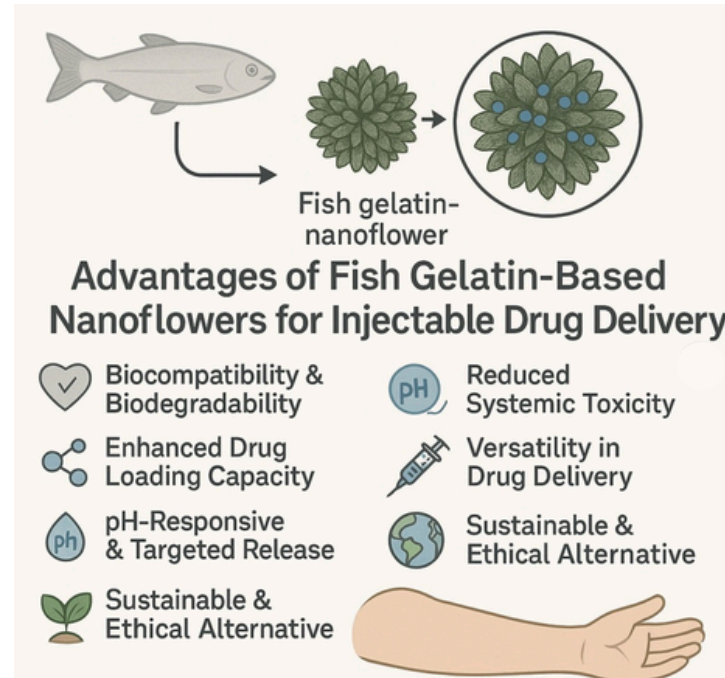 Fish gelatin-
nanoflower
Advantages of Fish Gelatin-Based
Nanoflowers for Injectable Drug Delivery
Biocompatibility &
Biodegradability
Enhanced Drug
Loading Capacity
ph
pH-Responsive
& Targeted Release
Sustainable &
Ethical Alternative
pH
Reduced
Systemic Toxicity
Versatility in
Drug Delivery
Sustainable &
Ethical Alternative